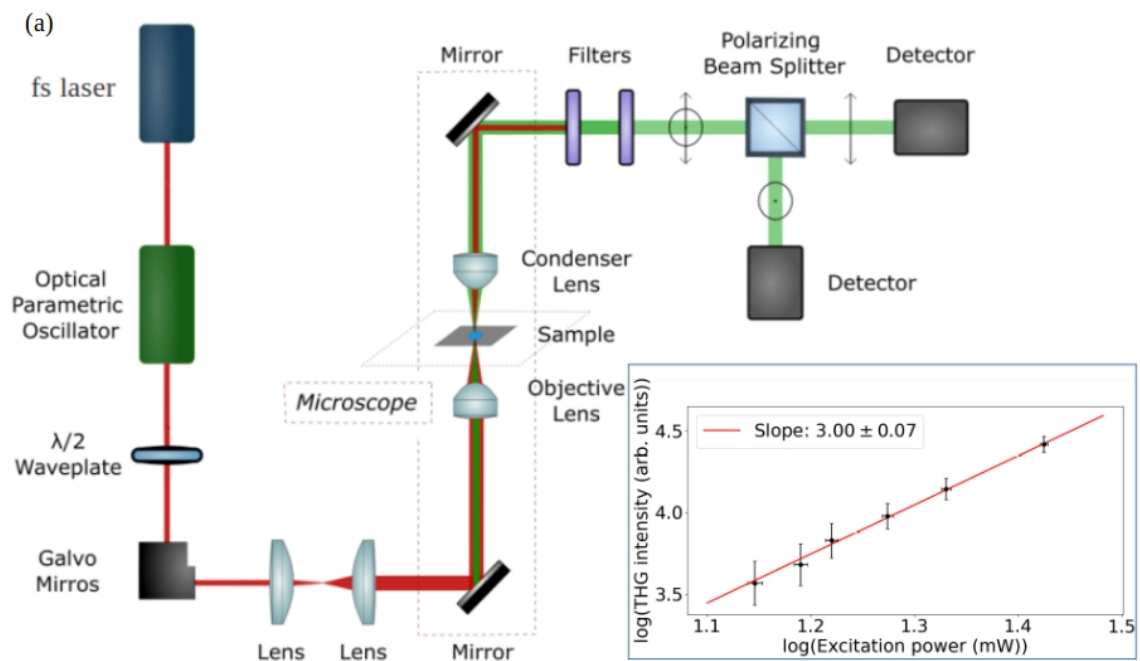 (a)
fs laser
Optical
Parametric
Oscillator
λ/2
Waveplate
Galvo
Mirros
Lens
Lens
Mirror
Microscope
Objective
Lens
Sample
Condenser
Lens
Mirror
Filters
Polarizing
Beam Splitter
Detector
Detector
log(THG intensity (arb. units))
4.5
4.0
3.5
Slope: 3.00 ± 0.07
1.1
1.2
1.3
1.4
1.5
log(Excitation power (mW))